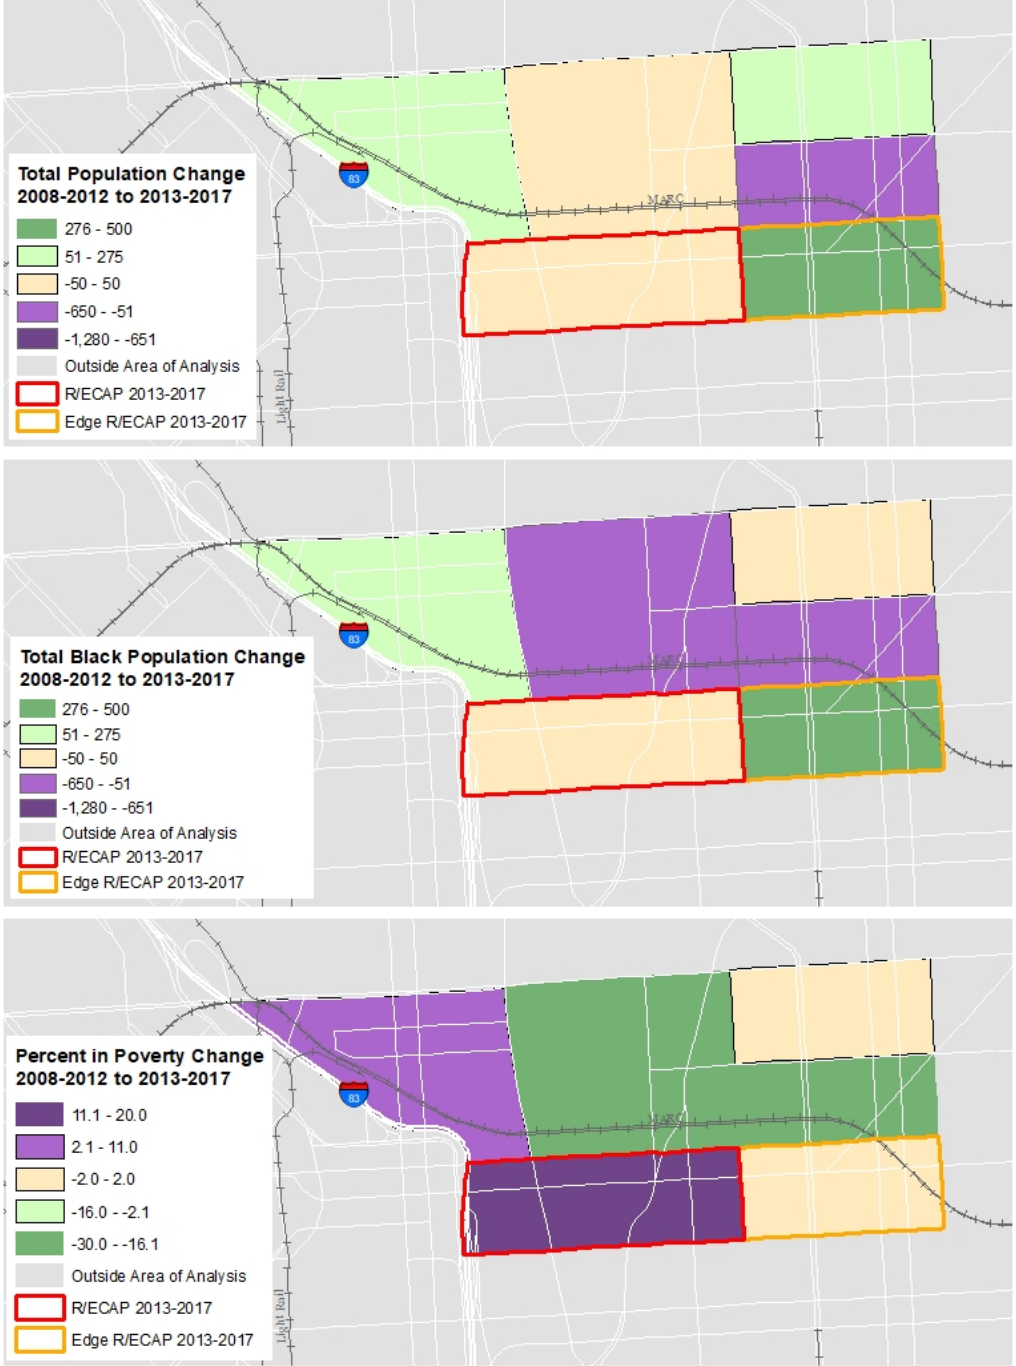 MARC
83
Total Population Change
2008-2012 to 2013-2017
276 - 500
51 - 275
-50 - 50
-650 - -51
-1,280 - -651
Outside Area of Analysis
R/ECAP 2013-2017
Edge R/ECAP 2013-2017
Light Rail
83
MARC
Total Black Population Change
2008-2012 to 2013-2017
276 - 500
51 - 275
-50 - 50
-650 - -51
-1,280 - -651
Outside Area of Analysis
R/ECAP 2013-2017
Edge R/ECAP 2013-2017
83
MARC
Percent in Poverty Change
2008-2012 to 2013-2017
11.1 - 20.0
2.1 - 11.0
-2.0 - 2.0
-16.0 - -2.1
-30.0 - -16.1
Outside Area of Analysis
R/ECAP 2013-2017
Edge R/ECAP 2013-2017
Light Rail